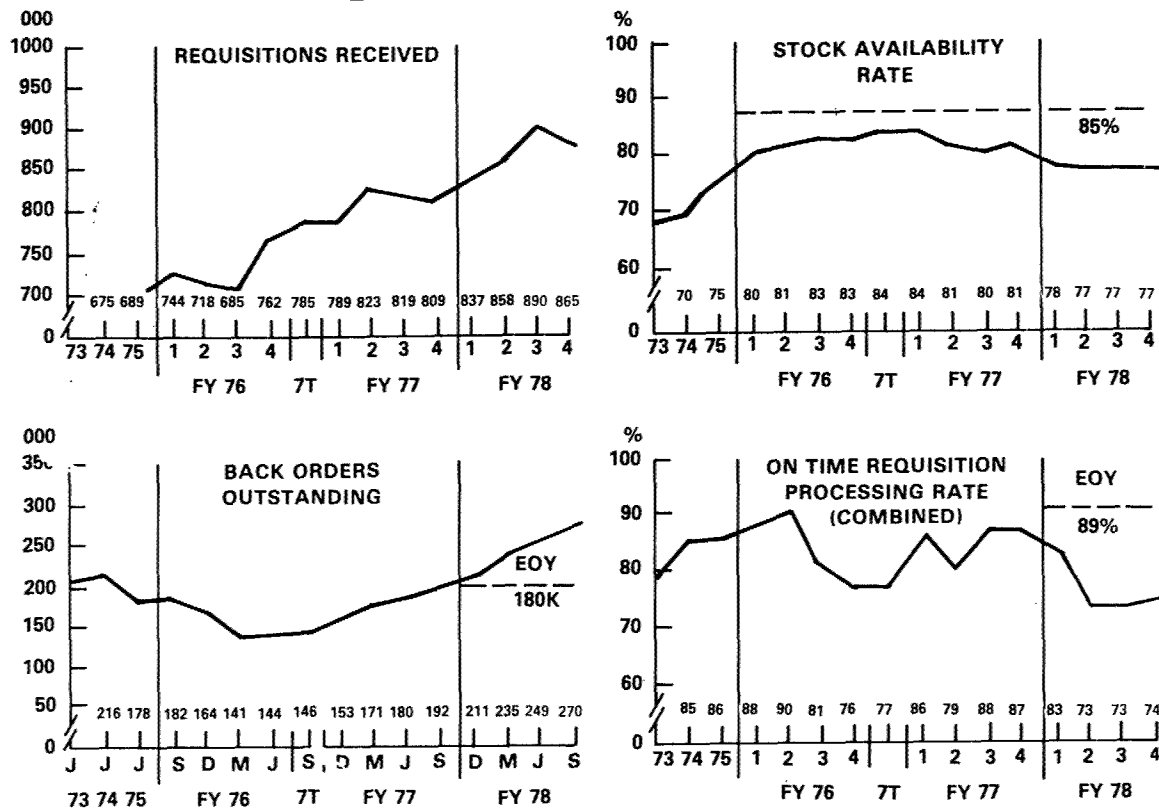 000
1000
REQUISITIONS RECEIVED
950
900
850
800
750
700
675 689 744 718 685 762 785 789 823 819 809 837 858 890 865
0
73 74 75 1 2 3 4 1 2 3 4 1 2 3 4
FY 76 7T FY 77 FY 78
%
100
STOCK AVAILABILITY
RATE
90
85%
80
70
60
70 75 80 81 83 83 84 84 81 80 81 78 77 77 77
0
73 74 75 1 2 3 4 1 2 3 4 1 2 3 4
FY 76 7T FY 77 FY 78
000
BACK ORDERS
OUTSTANDING
300
250
EOY
200
180K
150
100
50
216 178 182 164 141 144 146 153 171 180 192 211 235 249 270
0
J J J S D M J S, D M J S D M J S
73 74 75 FY 76 7T FY 77 FY 78
%
100
ON TIME REQUISITION
PROCESSING RATE
(COMBINED)
EOY
90
89%
80
70
60
85 86 88 90 81 76 77 86 79 88 87 83 73 73 74
0
73 74 75 1 2 3 4 1 2 3 4 1 2 3 4
FY 76 7T FY 77 FY 78